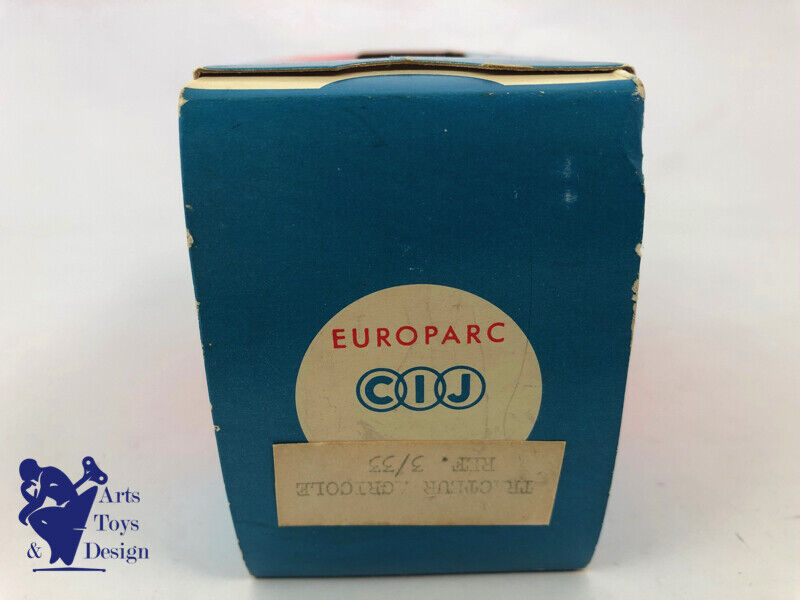 EUROPARC
CIJ
TRACTEUR AGRICOLE
REF. 3/33
Arts
Toys
& Design